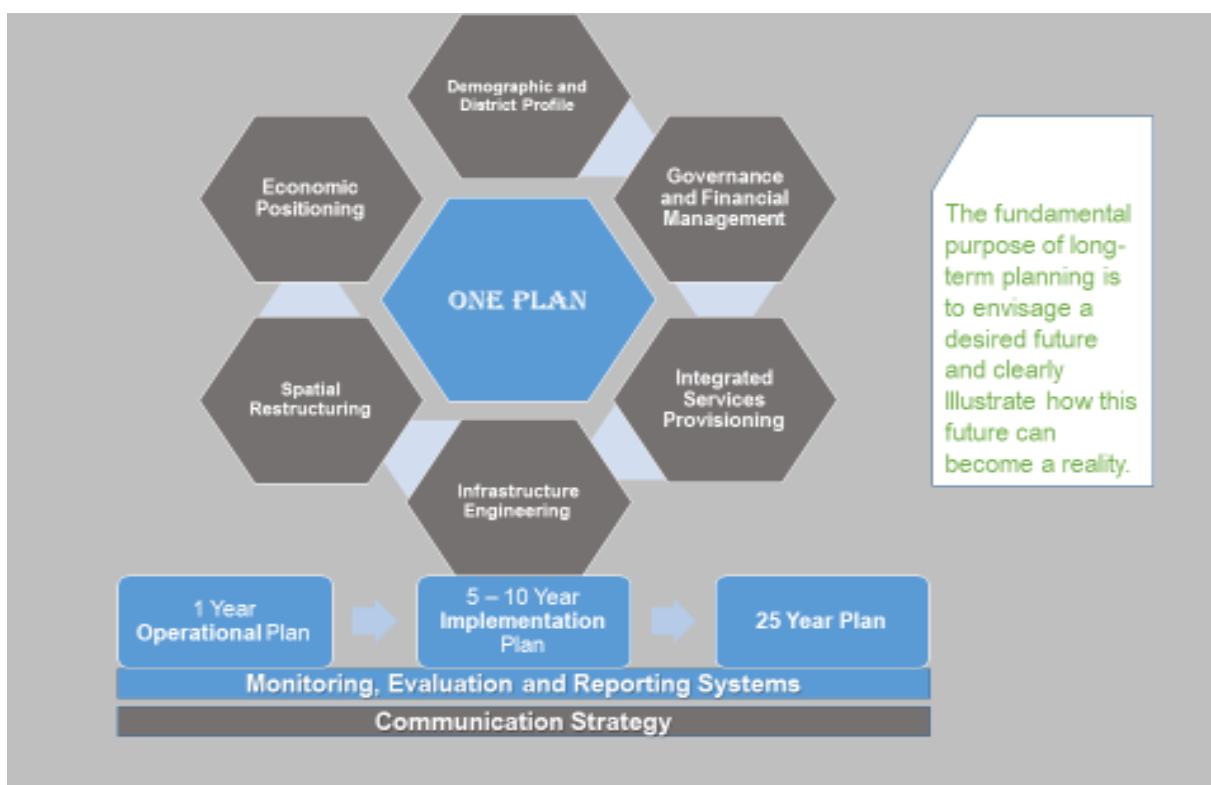 Demographic and
District Profile
Economic
Positioning
Governance
and Financial
Management
ONE PLAN
Spatial
Restructuring
Integrated
Services
Provisioning
Infrastructure
Engineering
The fundamental
purpose of long-
term planning is
to envisage a
desired future
and clearly
Illustrate how this
future can
become a reality.
1 Year
Operational Plan
5 – 10 Year
Implementation
Plan
25 Year Plan
Monitoring, Evaluation and Reporting Systems
Communication Strategy